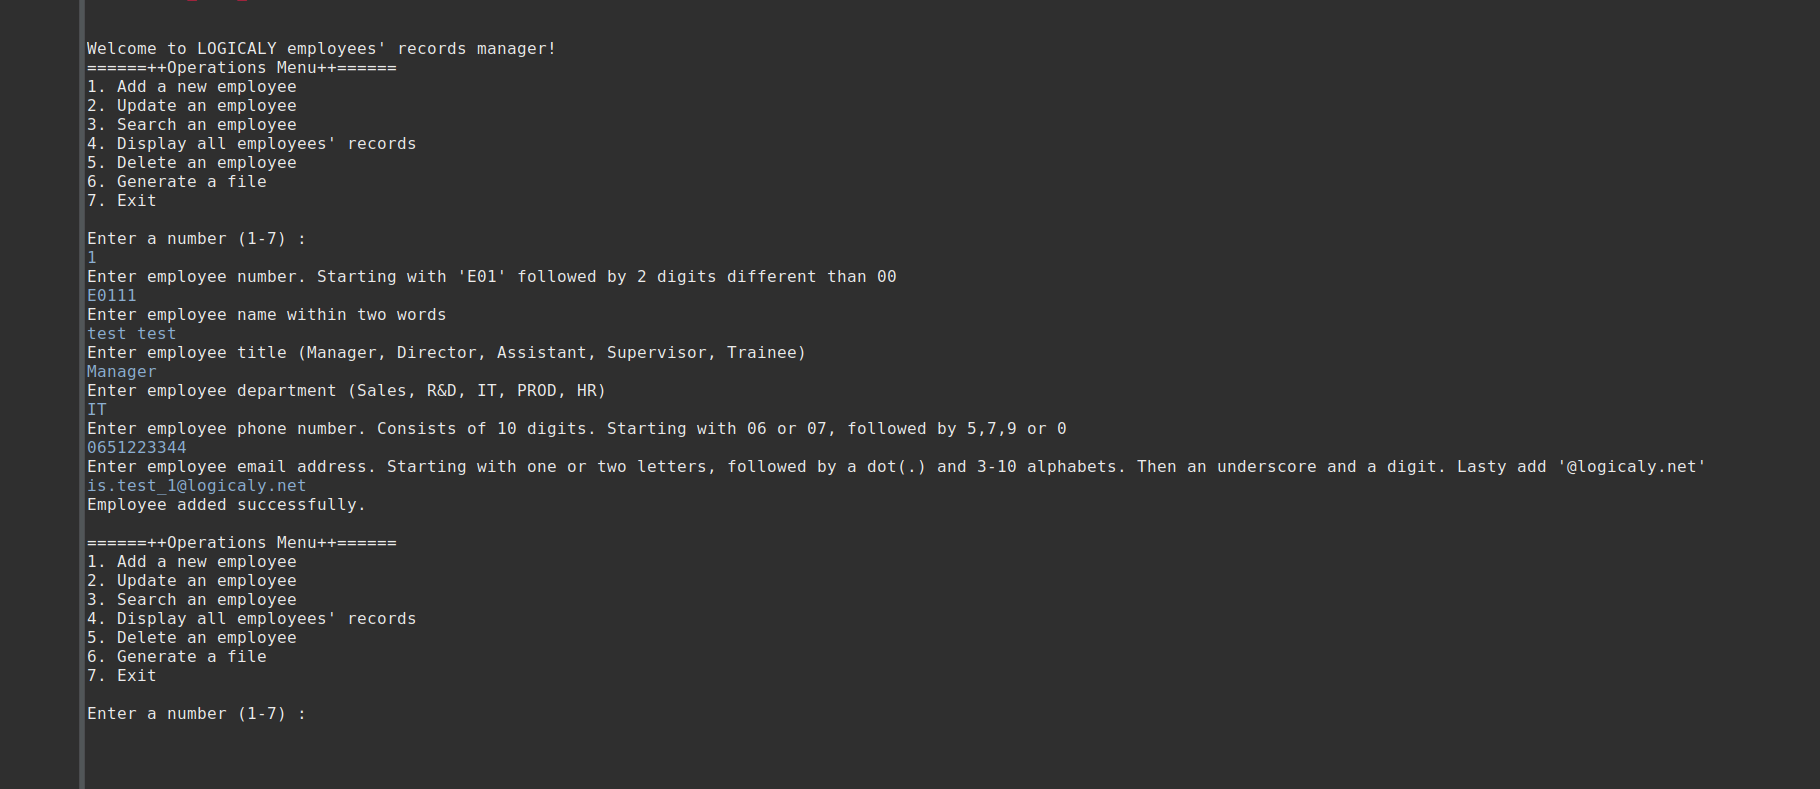 Welcome to LOGICALY employees' records manager!
======++Operations Menu++======
1. Add a new employee
2. Update an employee
3. Search an employee
4. Display all employees' records
5. Delete an employee
6. Generate a file
7. Exit
Enter a number (1-7) :
1
Enter employee number. Starting with 'E01' followed by 2 digits different than 00
E0111
Enter employee name within two words
test test
Enter employee title (Manager, Director, Assistant, Supervisor, Trainee)
Manager
Enter employee department (Sales, R&D, IT, PROD, HR)
IT
Enter employee phone number. Consists of 10 digits. Starting with 06 or 07, followed by 5,7,9 or 0
0651223344
Enter employee email address. Starting with one or two letters, followed by a dot(.) and 3-10 alphabets. Then an underscore and a digit. Lasty add '@logicaly.net'
is.test_1@logicaly.net
Employee added successfully.
======++Operations Menu++======
1. Add a new employee
2. Update an employee
3. Search an employee
4. Display all employees' records
5. Delete an employee
6. Generate a file
7. Exit
Enter a number (1-7) :